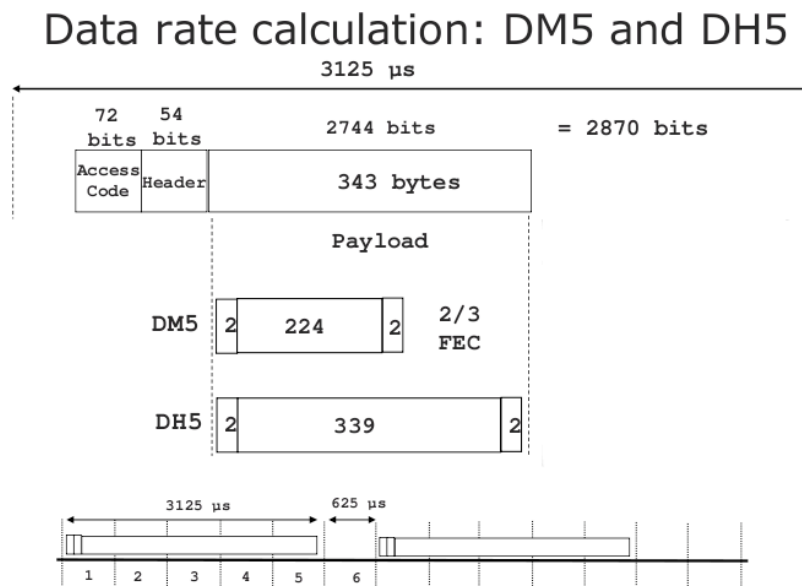 Data rate calculation: DM5 and DH5
3125 µs
72 bits
54 bits
2744 bits
= 2870 bits
Access Code
Header
343 bytes
Payload
DM5
2
224
2
2/3 FEC
DH5
2
339
2
3125 µs
625 µs
1
2
3
4
5
6